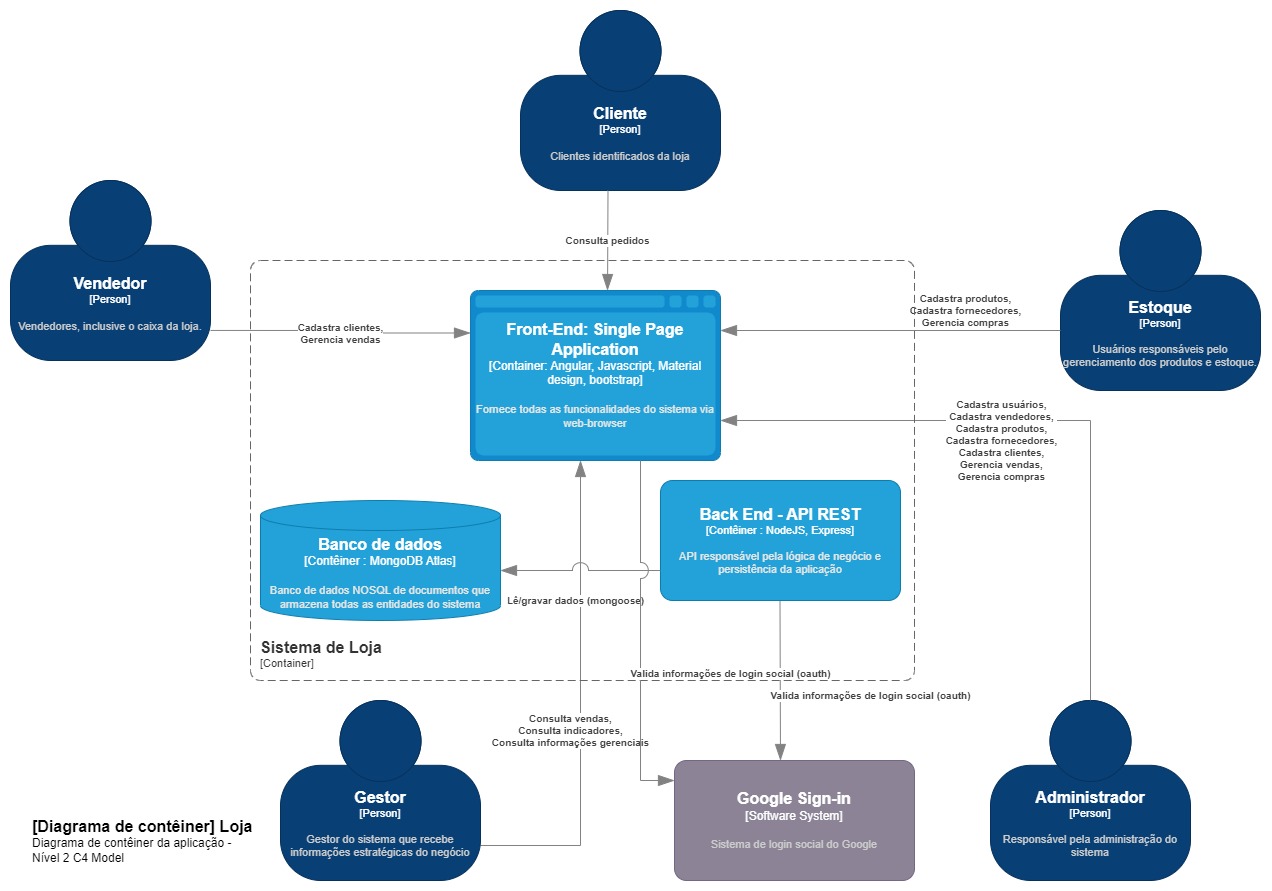 Cliente
[Person]
Clientes identificados da loja
Consulta pedidos
Vendedor
[Person]
Vendedores, inclusive o caixa da loja.
Cadastra clientes,
Gerencia vendas
Front-End: Single Page
Application
[Container: Angular, Javascript, Material
design, bootstrap]
Fornece todas as funcionalidades do sistema via
web-browser
Cadastra produtos,
Cadastra fornecedores,
Gerencia compras
Estoque
[Person]
Usuários responsáveis pelo
gerenciamento dos produtos e estoque.
Cadastra usuários,
Cadastra vendedores,
Cadastra produtos,
Cadastra fornecedores,
Cadastra clientes,
Gerencia vendas,
Gerencia compras
Banco de dados
[Contêiner : MongoDB Atlas]
Banco de dados NOSQL de documentos que
armazena todas as entidades do sistema
Lê/gravar dados (mongoose)
Back End - API REST
[Contêiner : NodeJS, Express]
API responsável pela lógica de negócio e
persistência da aplicação
Sistema de Loja
[Container]
Valida informações de login social (oauth)
Valida informações de login social (oauth)
Consulta vendas,
Consulta indicadores,
Consulta informações gerenciais
Gestor
[Person]
Gestor do sistema que recebe
informações estratégicas do negócio
Google Sign-in
[Software System]
Sistema de login social do Google
Administrador
[Person]
Responsável pela administração do
sistema
[Diagrama de contêiner] Loja
Diagrama de contêiner da aplicação -
Nível 2 C4 Model